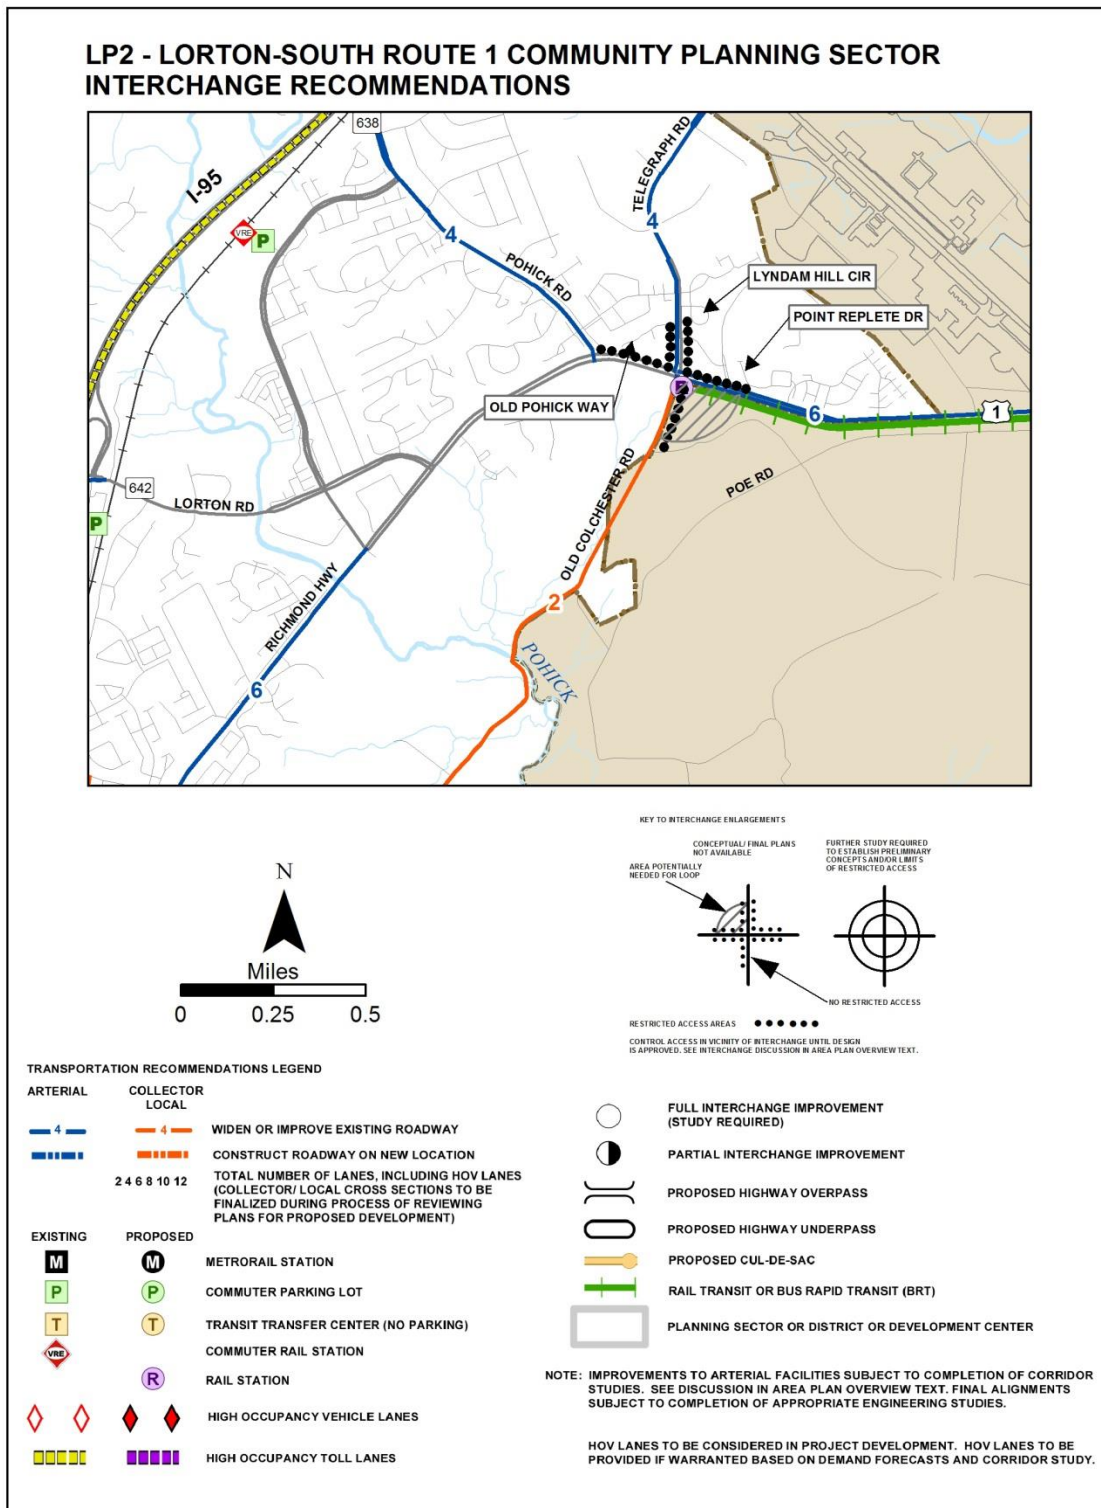 LP2 - LORTON-SOUTH ROUTE 1 COMMUNITY PLANNING SECTOR
INTERCHANGE RECOMMENDATIONS
638
I-95
TELEGRAPH RD
VRE
P
4
4
POHICK RD
LYNDAM HILL CIR
POINT REPLETE DR
OLD POHICK WAY
R
6
1
642
LORTON RD
P
OLD COLCHESTER RD
POE RD
RICHMOND HWY
2
POHICK
6
KEY TO INTERCHANGE ENLARGEMENTS
CONCEPTUAL/ FINAL PLANS
NOT AVAILABLE
AREA POTENTIALLY
NEEDED FOR LOOP
FURTHER STUDY REQUIRED
TO ESTABLISH PRELIMINARY
CONCEPTS AND/OR LIMITS
OF RESTRICTED ACCESS
NO RESTRICTED ACCESS
RESTRICTED ACCESS AREAS
CONTROL ACCESS IN VICINITY OF INTERCHANGE UNTIL DESIGN
IS APPROVED. SEE INTERCHANGE DISCUSSION IN AREA PLAN OVERVIEW TEXT.
N
Miles
0 0.25 0.5
TRANSPORTATION RECOMMENDATIONS LEGEND
ARTERIAL COLLECTOR
LOCAL
4 4 WIDEN OR IMPROVE EXISTING ROADWAY
CONSTRUCT ROADWAY ON NEW LOCATION
2 4 6 8 10 12 TOTAL NUMBER OF LANES, INCLUDING HOV LANES
(COLLECTOR/ LOCAL CROSS SECTIONS TO BE
FINALIZED DURING PROCESS OF REVIEWING
PLANS FOR PROPOSED DEVELOPMENT)
EXISTING PROPOSED
M M METRORAIL STATION
P P COMMUTER PARKING LOT
T T TRANSIT TRANSFER CENTER (NO PARKING)
VRE COMMUTER RAIL STATION
R RAIL STATION
HIGH OCCUPANCY VEHICLE LANES
HIGH OCCUPANCY TOLL LANES
FULL INTERCHANGE IMPROVEMENT
(STUDY REQUIRED)
PARTIAL INTERCHANGE IMPROVEMENT
PROPOSED HIGHWAY OVERPASS
PROPOSED HIGHWAY UNDERPASS
PROPOSED CUL-DE-SAC
RAIL TRANSIT OR BUS RAPID TRANSIT (BRT)
PLANNING SECTOR OR DISTRICT OR DEVELOPMENT CENTER
NOTE: IMPROVEMENTS TO ARTERIAL FACILITIES SUBJECT TO COMPLETION OF CORRIDOR
STUDIES. SEE DISCUSSION IN AREA PLAN OVERVIEW TEXT. FINAL ALIGNMENTS
SUBJECT TO COMPLETION OF APPROPRIATE ENGINEERING STUDIES.
HOV LANES TO BE CONSIDERED IN PROJECT DEVELOPMENT. HOV LANES TO BE
PROVIDED IF WARRANTED BASED ON DEMAND FORECASTS AND CORRIDOR STUDY.